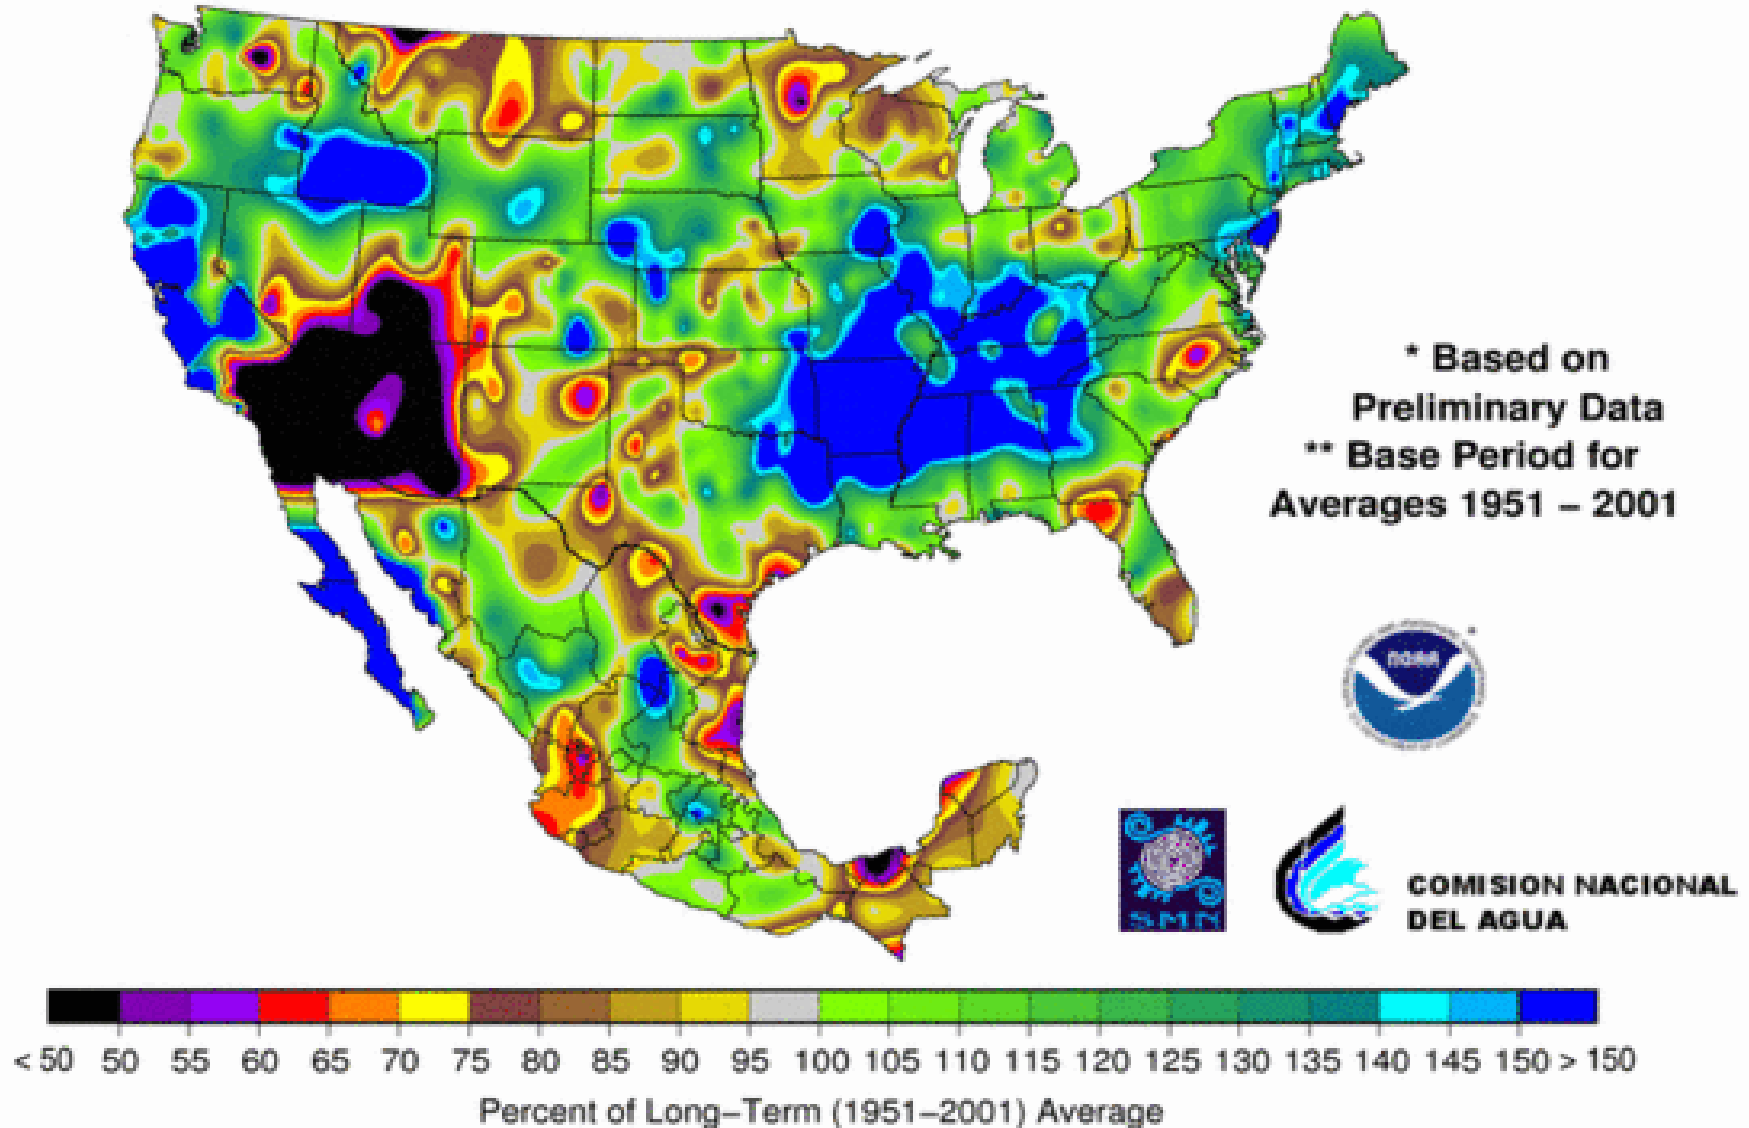 * Based on
Preliminary Data
** Base Period for
Averages 1951 – 2001
NOAA
S.M.N
COMISION NACIONAL
DEL AGUA
< 50 50 55 60 65 70 75 80 85 90 95 100 105 110 115 120 125 130 135 140 145 150 > 150
Percent of Long–Term (1951–2001) Average